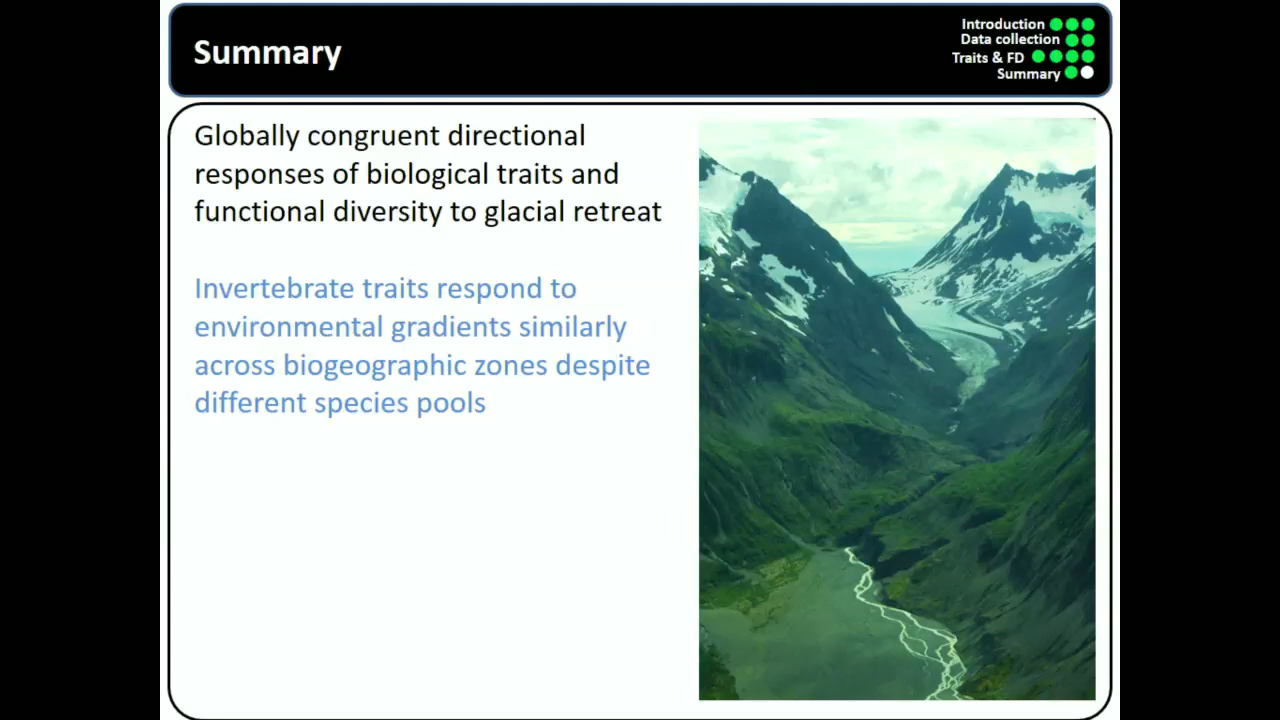 Summary
Introduction
Data collection
Traits & FD
Summary
Globally congruent directional
responses of biological traits and
functional diversity to glacial retreat
Invertebrate traits respond to
environmental gradients similarly
across biogeographic zones despite
different species pools